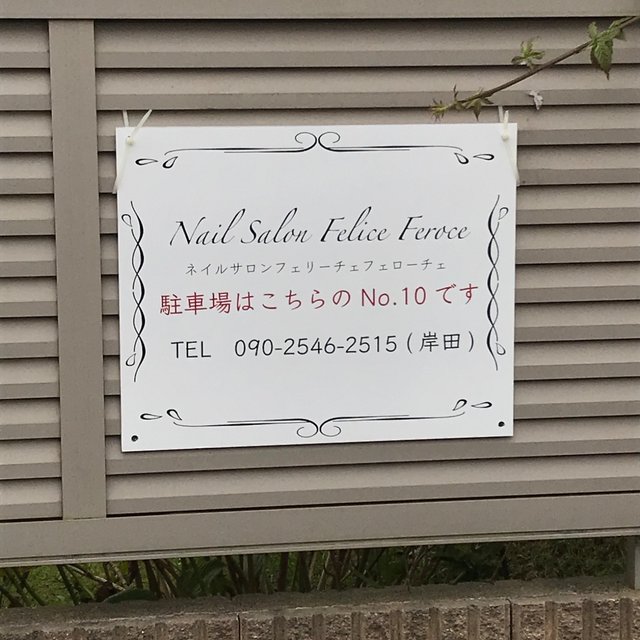 Nail Salon Felice Feroce
ネイルサロンフェリーチェフェローチェ
駐車場はこちらのNo.10です
TEL 090-2546-2515 (岸田)